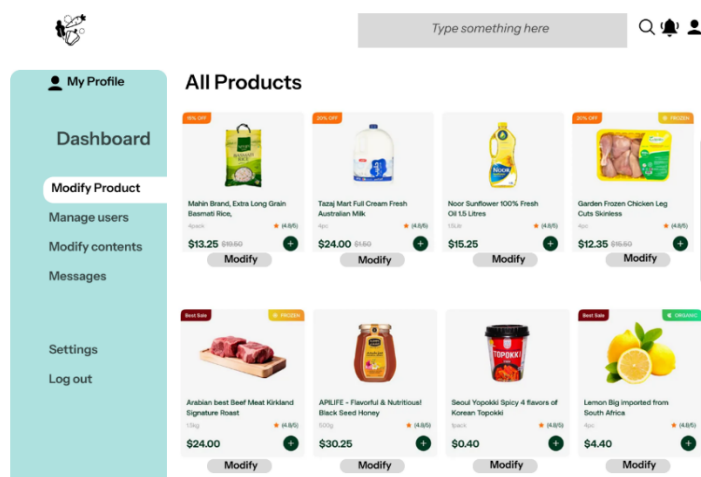 Type something here
My Profile
Dashboard
Modify Product
Manage users
Modify contents
Messages
Settings
Log out
All Products
20% OFF
20% OFF
FROZEN
Mahin Brand, Extra Long Grain
Basmati Rice,
4pack
(4.8/5)
$13.25 $19.50
Modify
Tazaj Mart Full Cream Fresh
Australian Milk
4pc
(4.8/5)
$24.00 $1.50
Modify
Noor Sunflower 100% Fresh
Oil 1.5 Litres
(4.8/5)
$15.25
Modify
Garden Frozen Chicken Leg
Cuts Skinless
4pc
(4.8/5)
$12.35 $15.50
Modify
Best Sale
FROZEN
Arabian best Beef Meat Kirkland
Signature Roast
(4.8/5)
$24.00
Modify
APILIFE - Flavorful & Nutritious!
Black Seed Honey
500g
(4.8/5)
$30.25
Modify
TOPOKKI
Seoul Yopokki Spicy 4 flavors of
Korean Topokki
1pack
(4.8/5)
$0.40
Modify
Best Sale
ORGANIC
Lemon Big imported from
South Africa
4pc
(4.8/5)
$4.40
Modify